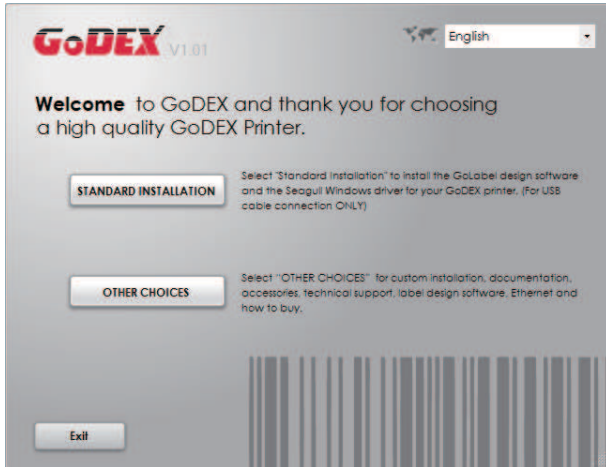 GoDEX V1.01
English
Welcome to GoDEX and thank you for choosing
a high quality GoDEX Printer.
STANDARD INSTALLATION
Select "Standard Installation" to install the GoLabel design software
and the Seagull Windows driver for your GoDEX printer. (For USB
cable connection ONLY)
OTHER CHOICES
Select "OTHER CHOICES" for custom installation, documentation,
accessories, technical support, label design software, Ethernet and
how to buy.
Exit